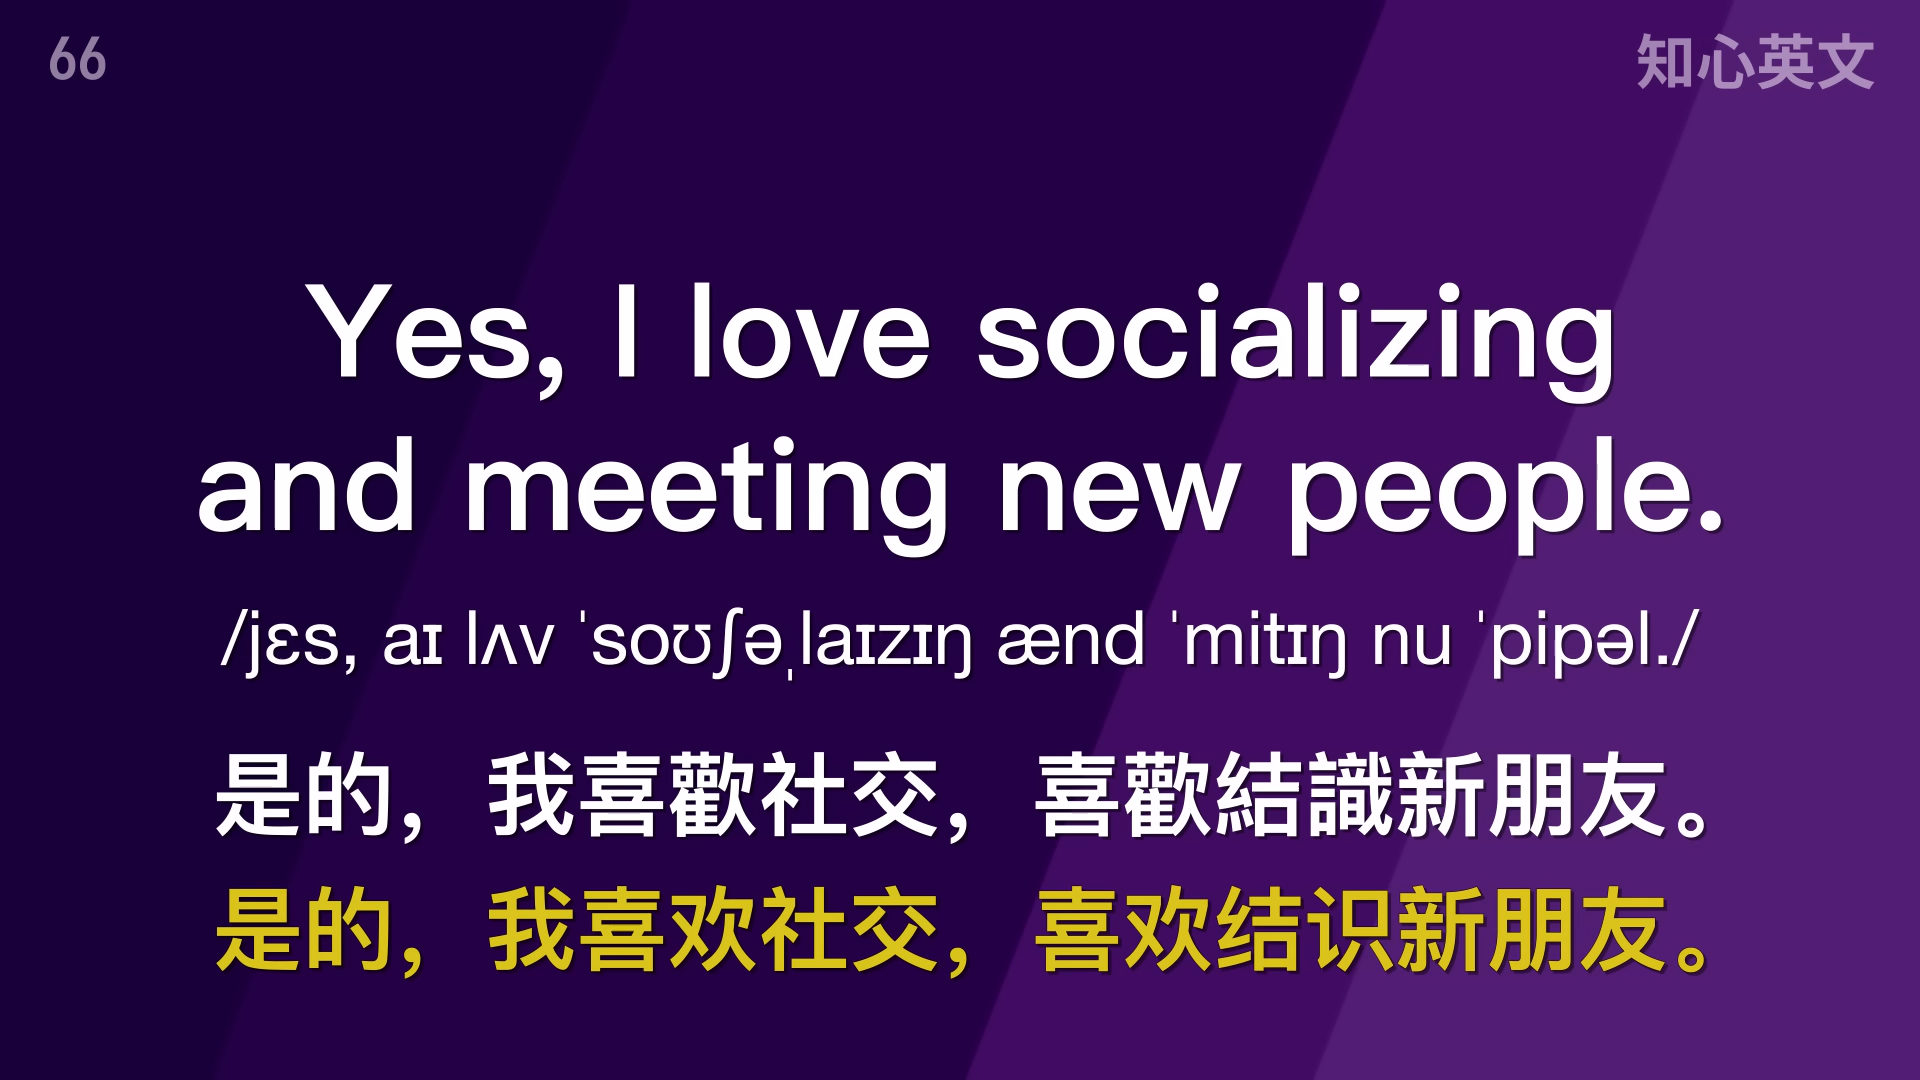 66
知心英文
Yes, I love socializing
and meeting new people.
/jɛs, aɪ lʌv ˈsoʊʃəˌlaɪzɪŋ ænd ˈmitɪŋ nu ˈpipəl./
是的，我喜歡社交，喜歡結識新朋友。
是的，我喜欢社交，喜欢结识新朋友。